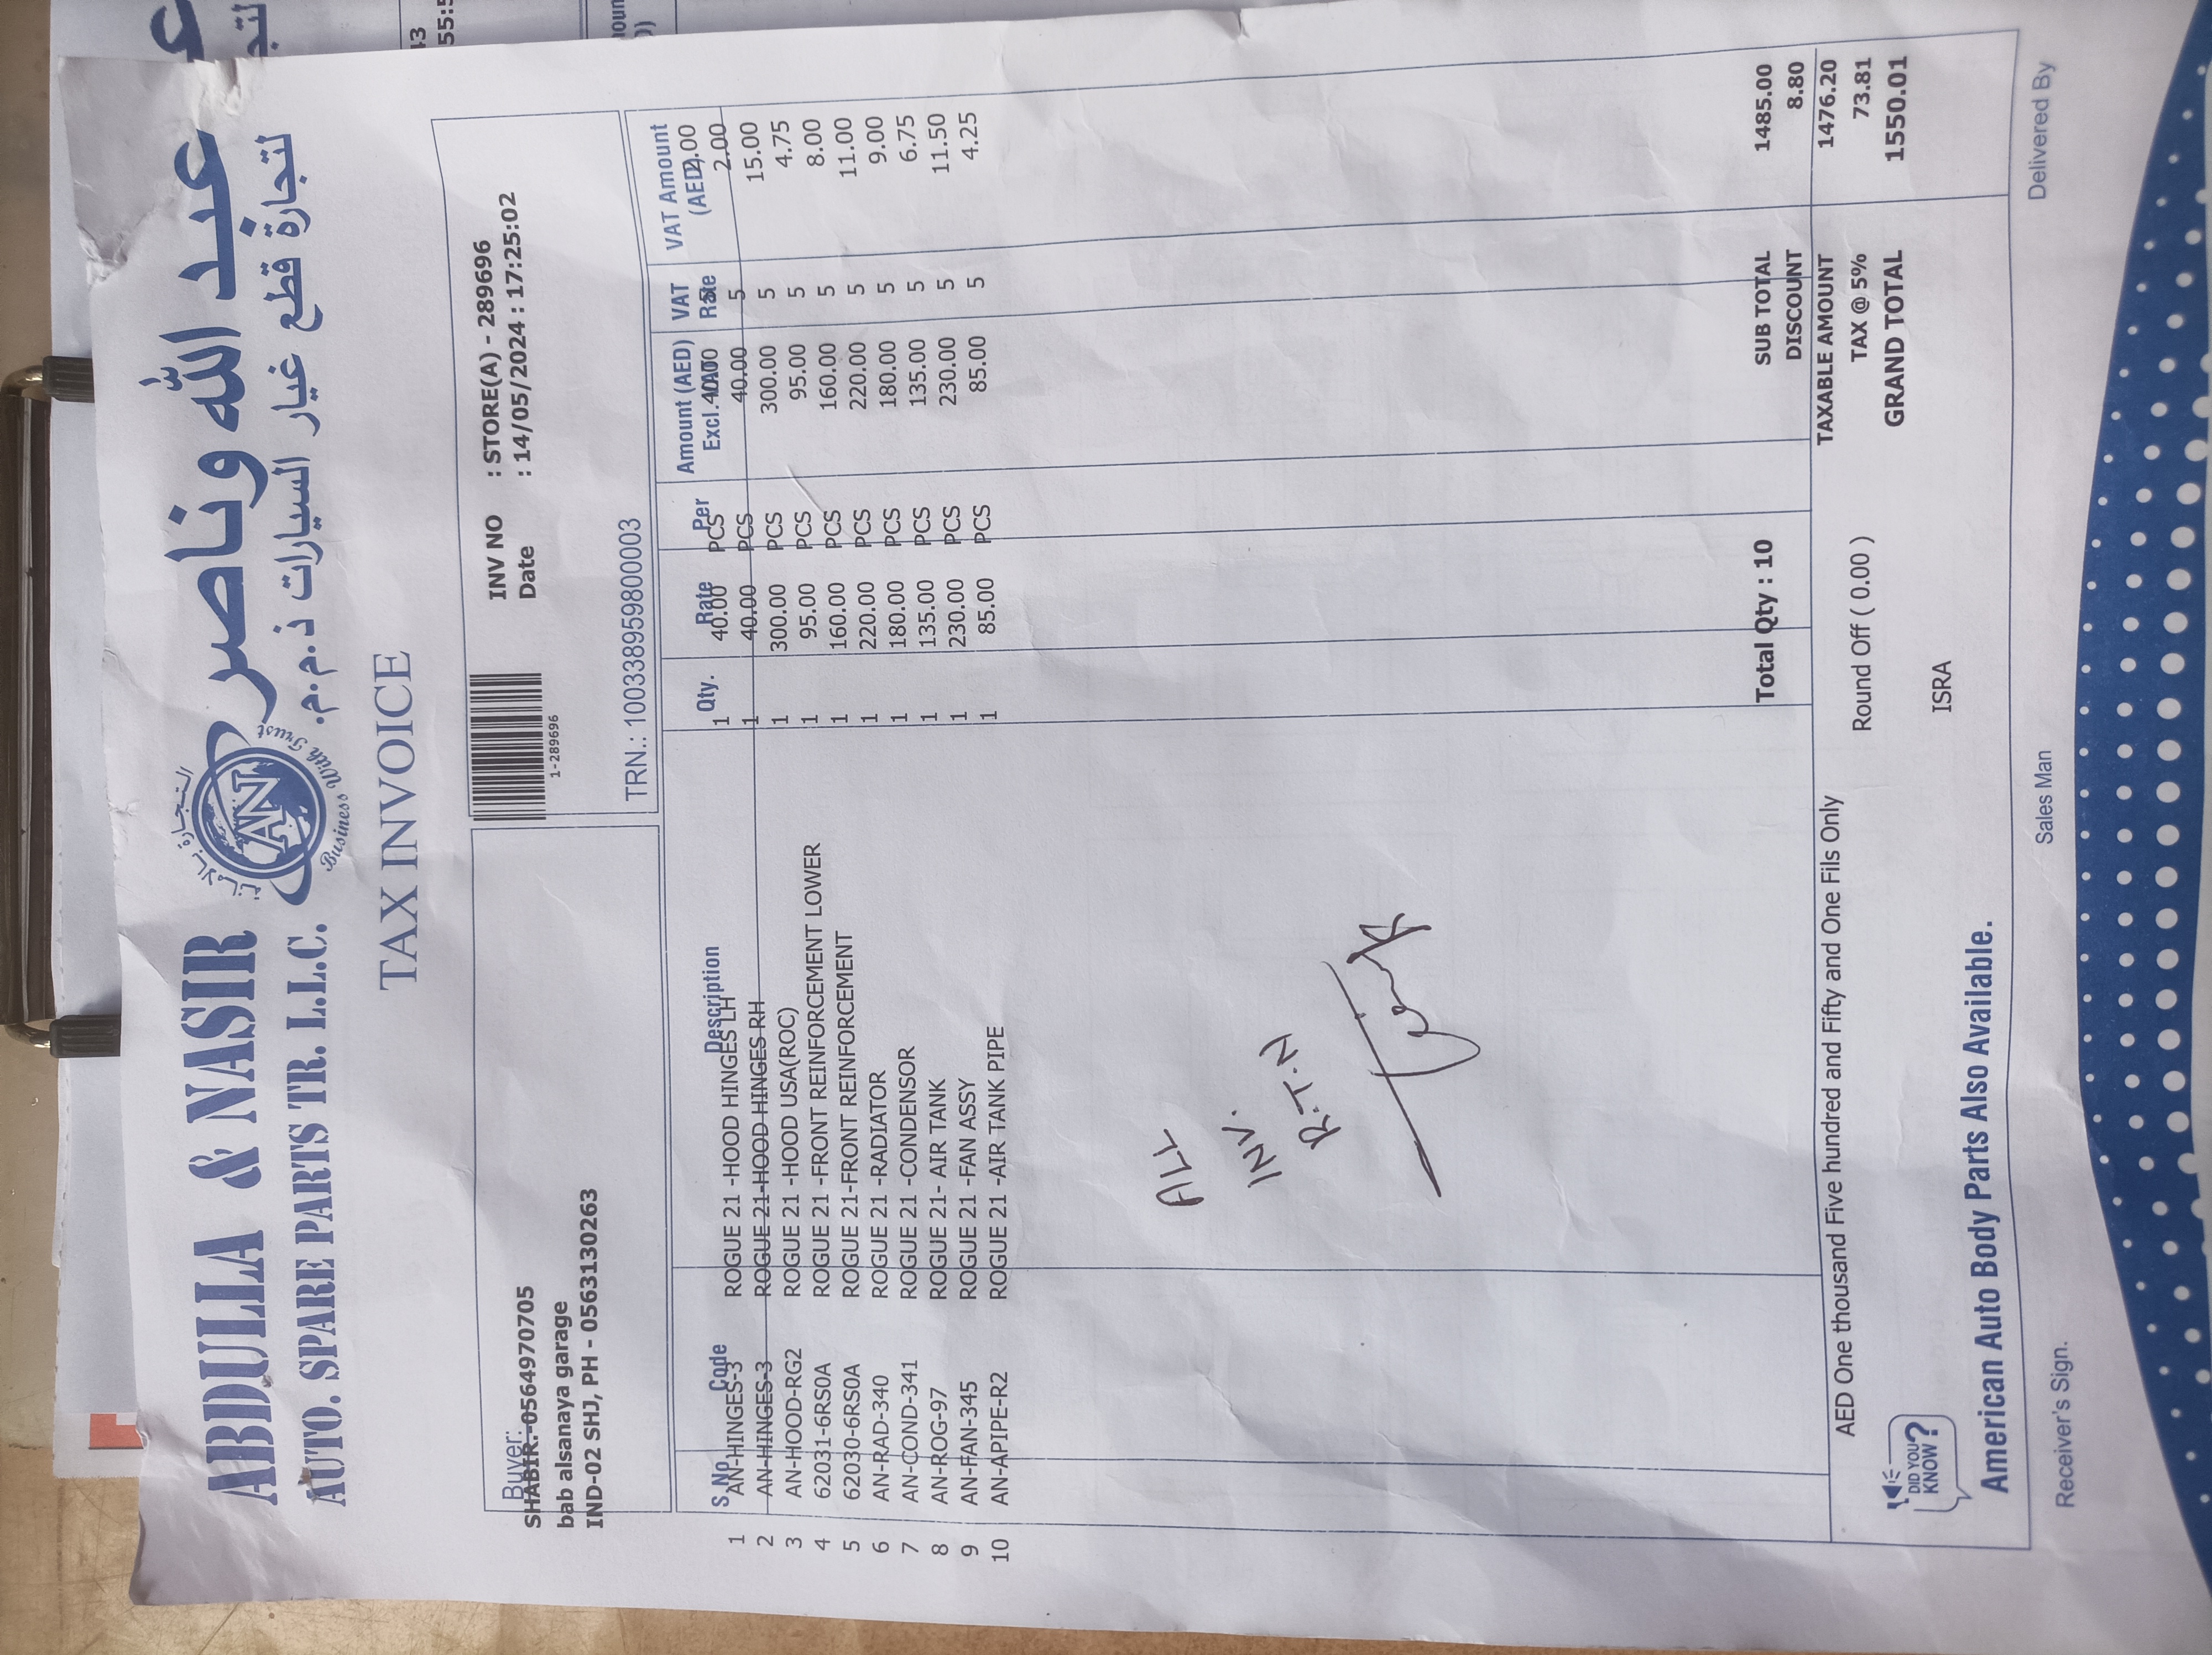 13
55:5
ABDULLA & NASIR عبد الله وناصر
AUTO. SPARE PARTS TR. L.L.C. لتجارة قطع غيار السيارات ذ.م.م.
AN
Business With Trust
TAX INVOICE
Buyer:
SHABIR.-0564970705
bab alsanaya garage
IND-02 SHJ, PH - 0563130263
1-289696
INV NO : STORE(A) - 289696
Date : 14/05/2024 : 17:25:02
TRN.: 100338959800003
S.No. Code Description Qty. Rate Per Amount (AED) Excl. VAT VAT Rate VAT Amount (AED)
1 AN-HINGES-3 ROGUE 21 -HOOD HINGES LH 1 40.00 PCS 40.00 5 2.00
2 AN-HINGES-3 ROGUE 21-HOOD HINGES RH 1 40.00 PCS 40.00 5 2.00
3 AN-HOOD-RG2 ROGUE 21 -HOOD USA(ROC) 1 300.00 PCS 300.00 5 15.00
4 62031-6RS0A ROGUE 21 -FRONT REINFORCEMENT LOWER 1 95.00 PCS 95.00 5 4.75
5 62030-6RS0A ROGUE 21-FRONT REINFORCEMENT 1 160.00 PCS 160.00 5 8.00
6 AN-RAD-340 ROGUE 21 -RADIATOR 1 220.00 PCS 220.00 5 11.00
7 AN-COND-341 ROGUE 21 -CONDENSOR 1 180.00 PCS 180.00 5 9.00
8 AN-ROG-97 ROGUE 21- AIR TANK 1 135.00 PCS 135.00 5 6.75
9 AN-FAN-345 ROGUE 21 -FAN ASSY 1 230.00 PCS 230.00 5 11.50
10 AN-APIPE-R2 ROGUE 21 -AIR TANK PIPE 1 85.00 PCS 85.00 5 4.25
ALL
INV.
R.T.N
Total Qty : 10 SUB TOTAL 1485.00
DISCOUNT 8.80
AED One thousand Five hundred and Fifty and One Fils Only TAXABLE AMOUNT 1476.20
Round Off ( 0.00 ) TAX @ 5% 73.81
GRAND TOTAL 1550.01
DID YOU KNOW?
ISRA
American Auto Body Parts Also Available.
Receiver's Sign. Sales Man Delivered By